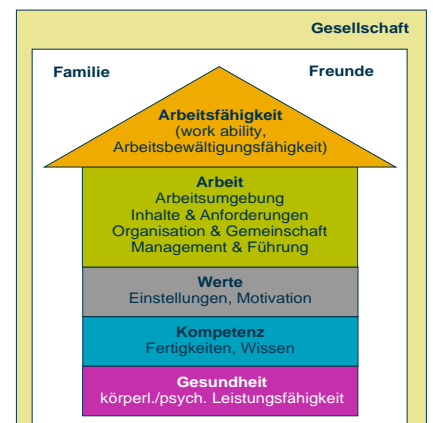 Gesellschaft
Familie
Freunde
Arbeitsfähigkeit
(work ability,
Arbeitsbewältigungsfähigkeit)
Arbeit
Arbeitsumgebung
Inhalte & Anforderungen
Organisation & Gemeinschaft
Management & Führung
Werte
Einstellungen, Motivation
Kompetenz
Fertigkeiten, Wissen
Gesundheit
körperl./psych. Leistungsfähigkeit